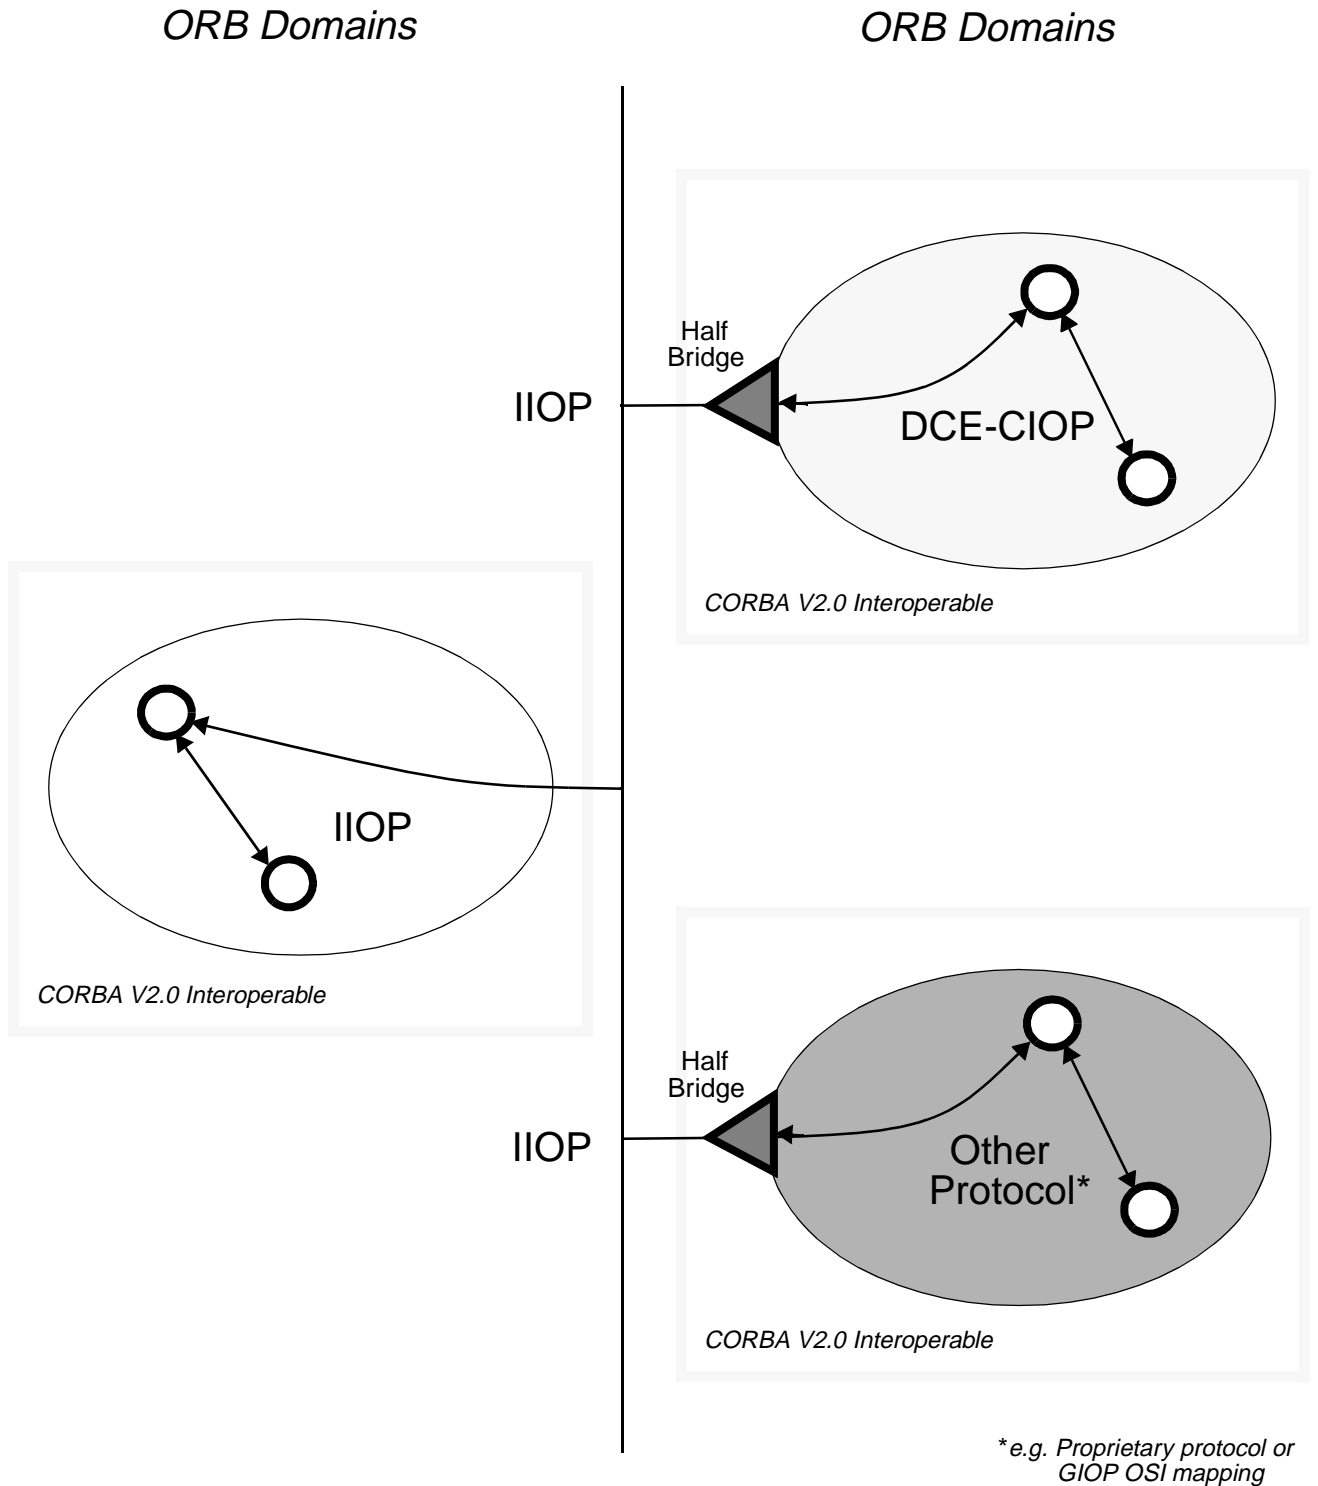 ORB Domains
ORB Domains
Half
Bridge
IIOP
DCE-CIOP
CORBA V2.0 Interoperable
IIOP
CORBA V2.0 Interoperable
Half
Bridge
IIOP
Other
Protocol*
CORBA V2.0 Interoperable
*e.g. Proprietary protocol or
GIOP OSI mapping